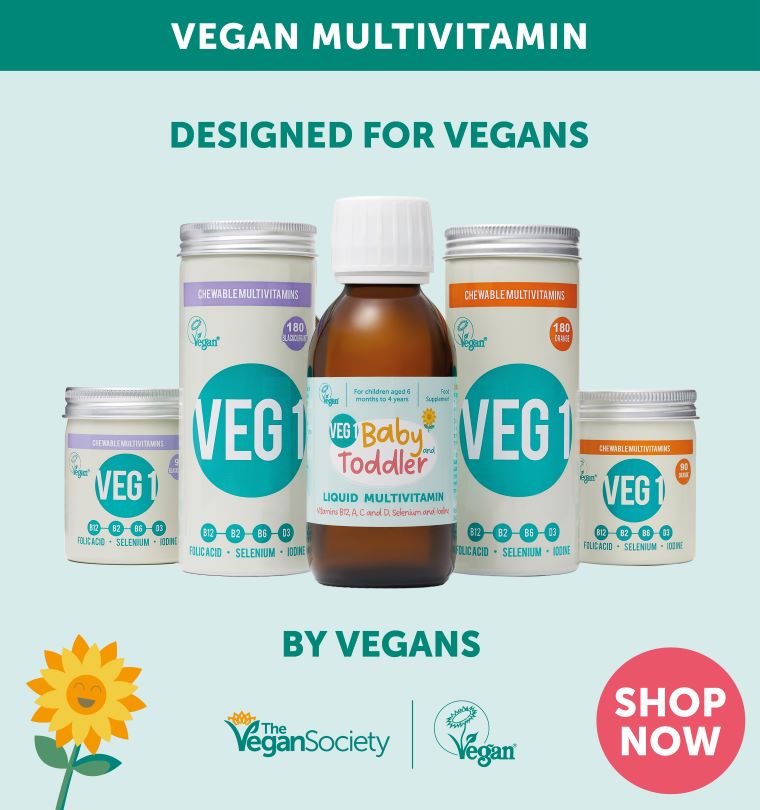 VEGAN MULTIVITAMIN
DESIGNED FOR VEGANS
CHEWABLE MULTIVITAMINS
180
BLACKCURRANT
Vegan
VEG 1
B12 B2 B6 D3
FOLIC ACID • SELENIUM • IODINE
CHEWABLE MULTIVITAMINS
180
ORANGE
Vegan
VEG 1
B12 B2 B6 D3
FOLIC ACID • SELENIUM • IODINE
Vegan
For children aged 6
months to 4 years
Food
Supplement
VEG 1
Baby
and
Toddler
LIQUID MULTIVITAMIN
Vitamins B12, A, C and D, Selenium and Iodine
CHEWABLE MULTIVITAMINS
Vegan
VEG 1
B12 B2 B6 D3
FOLIC ACID • SELENIUM • IODINE
CHEWABLE MULTIVITAMINS
90
ORANGE
Vegan
VEG 1
B12 B2 B6 D3
FOLIC ACID • SELENIUM • IODINE
BY VEGANS
The
VeganSociety
Vegan
SHOP
NOW